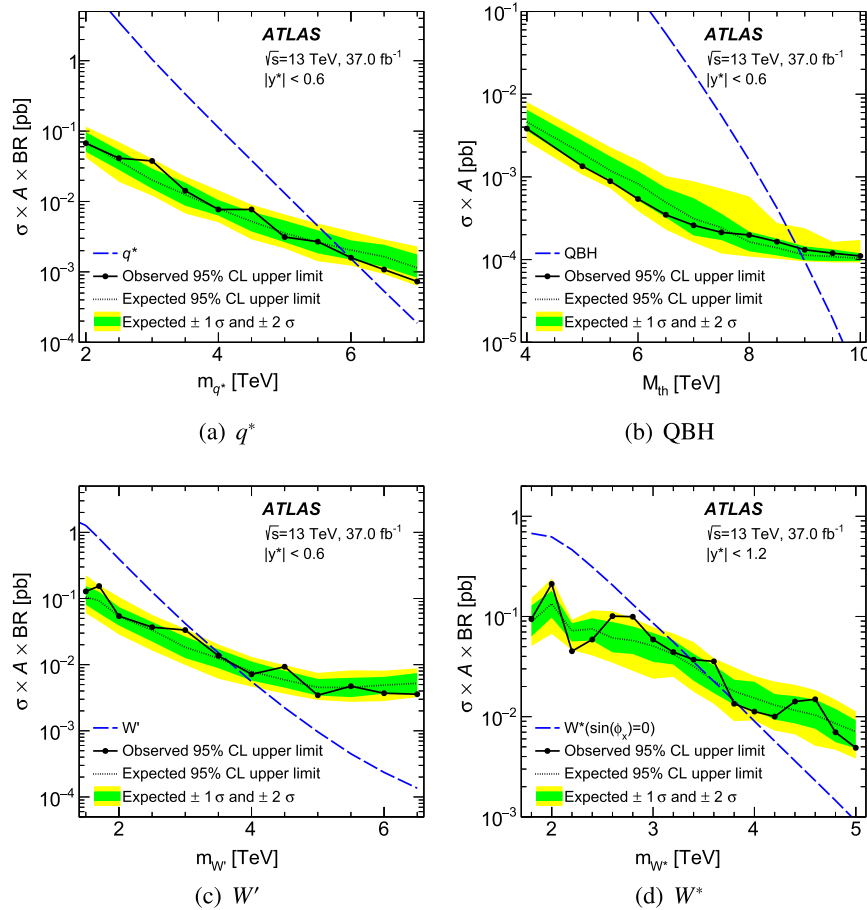 ATLAS
√s=13 TeV, 37.0 fb⁻¹
|y*| < 0.6
σ × A × BR [pb]
1
10⁻¹
10⁻²
10⁻³
10⁻⁴
q*
Observed 95% CL upper limit
Expected 95% CL upper limit
Expected ± 1 σ and ± 2 σ
2 3 4 5 6 7
m_q* [TeV]
(a) q*
ATLAS
√s=13 TeV, 37.0 fb⁻¹
|y*| < 0.6
σ × A [pb]
10⁻¹
10⁻²
10⁻³
10⁻⁴
10⁻⁵
QBH
Observed 95% CL upper limit
Expected 95% CL upper limit
Expected ± 1 σ and ± 2 σ
4 6 8 10
M_th [TeV]
(b) QBH
ATLAS
√s=13 TeV, 37.0 fb⁻¹
|y*| < 0.6
σ × A × BR [pb]
1
10⁻¹
10⁻²
10⁻³
10⁻⁴
W'
Observed 95% CL upper limit
Expected 95% CL upper limit
Expected ± 1 σ and ± 2 σ
2 4 6
m_W' [TeV]
(c) W′
ATLAS
√s=13 TeV, 37.0 fb⁻¹
|y*| < 1.2
σ × A × BR [pb]
1
10⁻¹
10⁻²
10⁻³
W*(sin(ϕ_x)=0)
Observed 95% CL upper limit
Expected 95% CL upper limit
Expected ± 1 σ and ± 2 σ
2 3 4 5
m_W* [TeV]
(d) W*